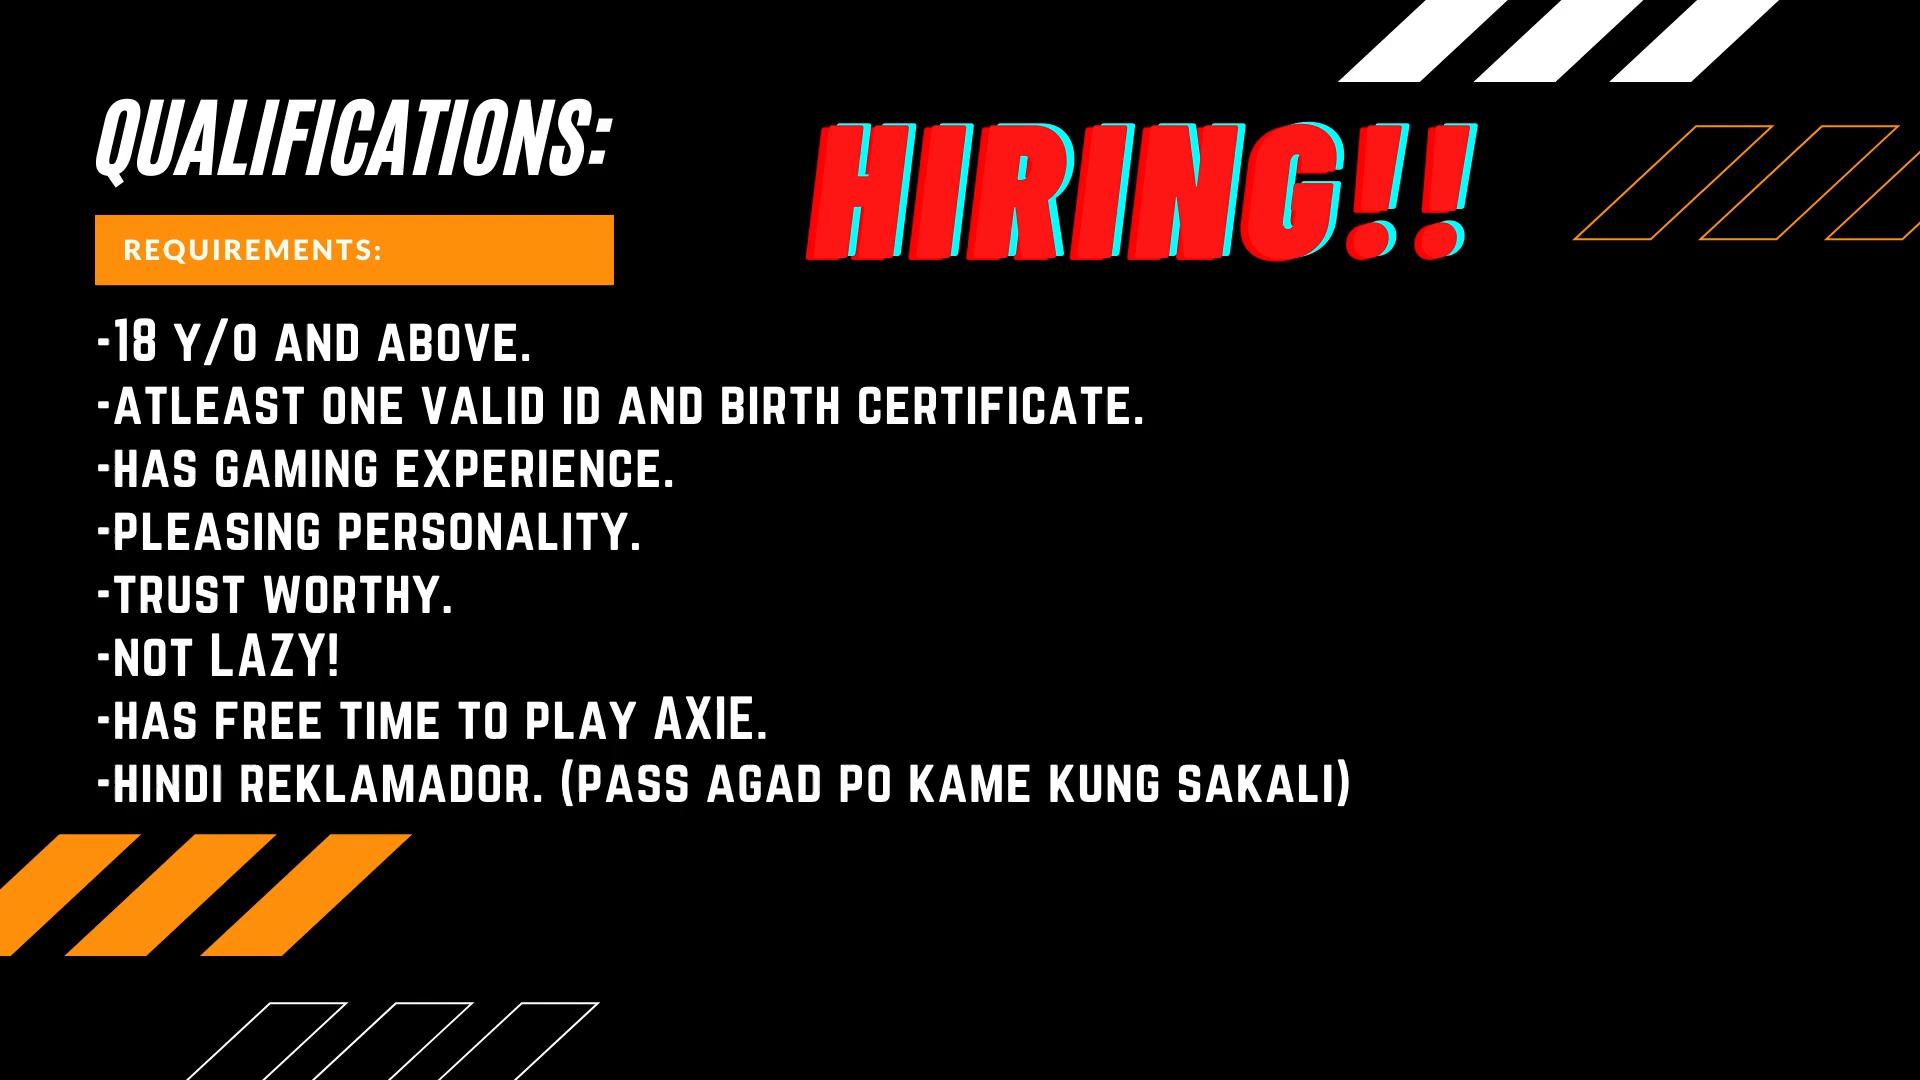 QUALIFICATIONS:
HIRING!!
REQUIREMENTS:
-18 Y/O AND ABOVE.
-ATLEAST ONE VALID ID AND BIRTH CERTIFICATE.
-HAS GAMING EXPERIENCE.
-PLEASING PERSONALITY.
-TRUST WORTHY.
-NOT LAZY!
-HAS FREE TIME TO PLAY AXIE.
-HINDI REKLAMADOR. (PASS AGAD PO KAME KUNG SAKALI)